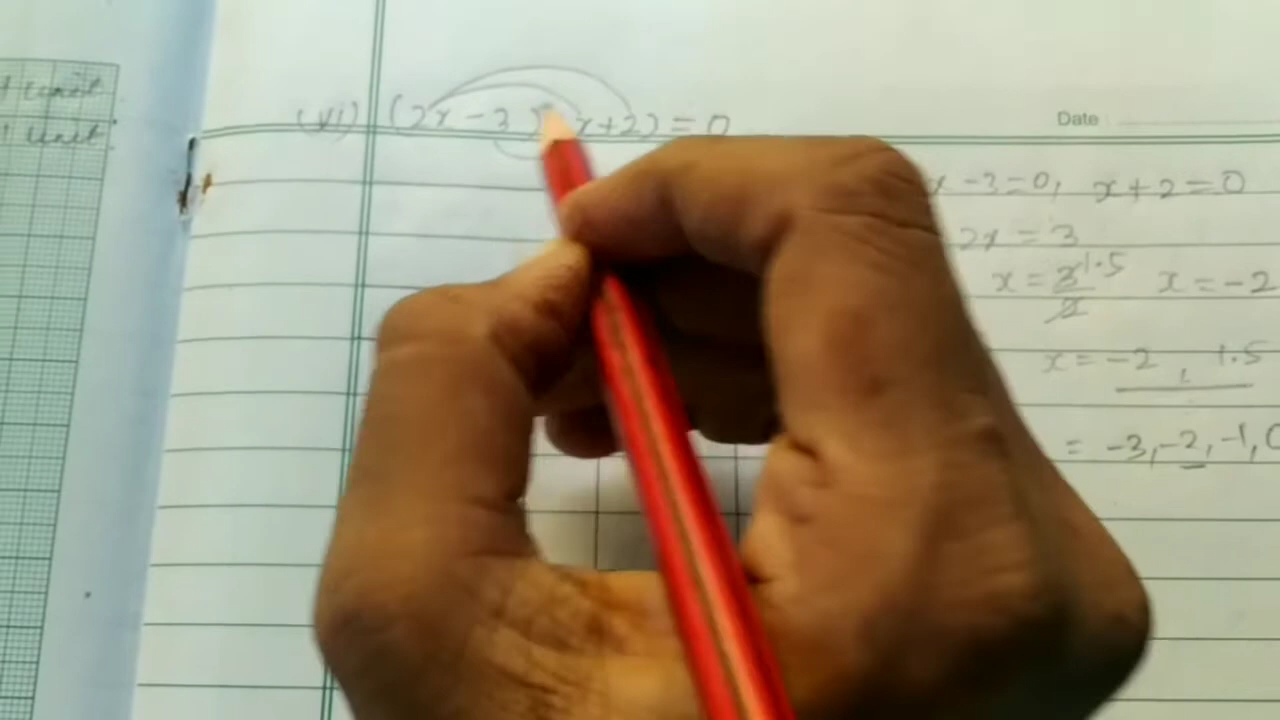 unit
1 unit
(vi) (2x - 3)(x+2) = 0
Date :
x - 3 = 0, x + 2 = 0
2x = 3
x = 3/2 1.5 x = -2
x = -2, 1.5
= -3, -2, -1, 0